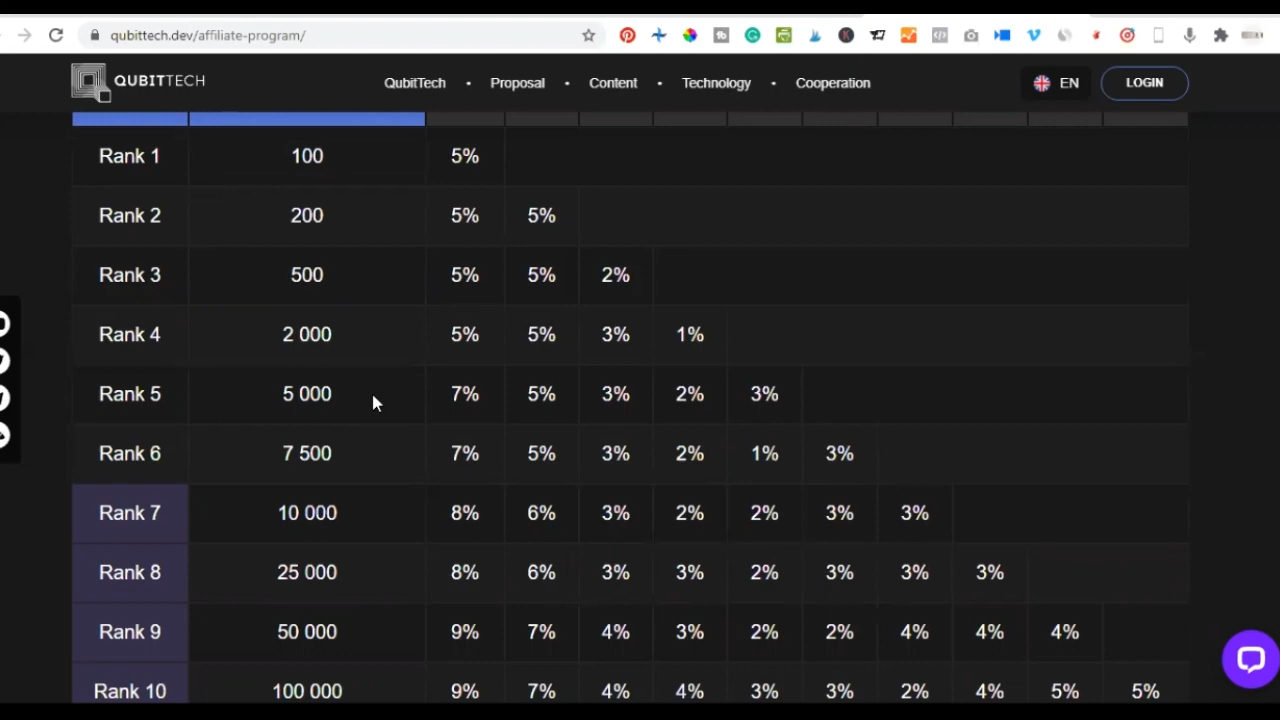 qubittech.dev/affiliate-program/
QUBITTECH
QubitTech • Proposal • Content • Technology • Cooperation
EN
LOGIN
Rank 1 100 5%
Rank 2 200 5% 5%
Rank 3 500 5% 5% 2%
Rank 4 2 000 5% 5% 3% 1%
Rank 5 5 000 7% 5% 3% 2% 3%
Rank 6 7 500 7% 5% 3% 2% 1% 3%
Rank 7 10 000 8% 6% 3% 2% 2% 3% 3%
Rank 8 25 000 8% 6% 3% 3% 2% 3% 3% 3%
Rank 9 50 000 9% 7% 4% 3% 2% 2% 4% 4% 4%
Rank 10 100 000 9% 7% 4% 4% 3% 3% 2% 4% 5% 5%